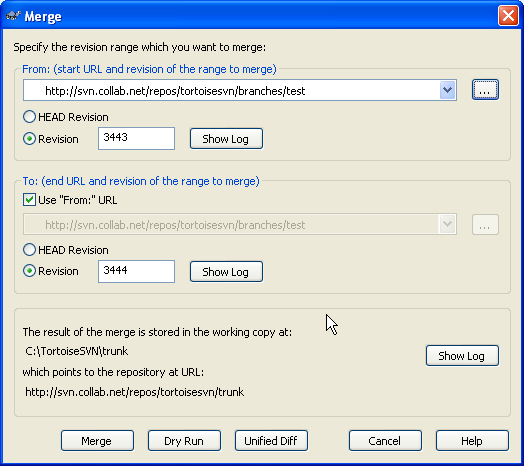 Merge
Specify the revision range which you want to merge:
From: (start URL and revision of the range to merge)
http://svn.collab.net/repos/tortoisesvn/branches/test
...
HEAD Revision
Revision 3443 Show Log
To: (end URL and revision of the range to merge)
Use "From:" URL
http://svn.collab.net/repos/tortoisesvn/branches/test
...
HEAD Revision
Revision 3444 Show Log
The result of the merge is stored in the working copy at:
C:\TortoiseSVN\trunk
Show Log
which points to the repository at URL:
http://svn.collab.net/repos/tortoisesvn/trunk
Merge Dry Run Unified Diff Cancel Help